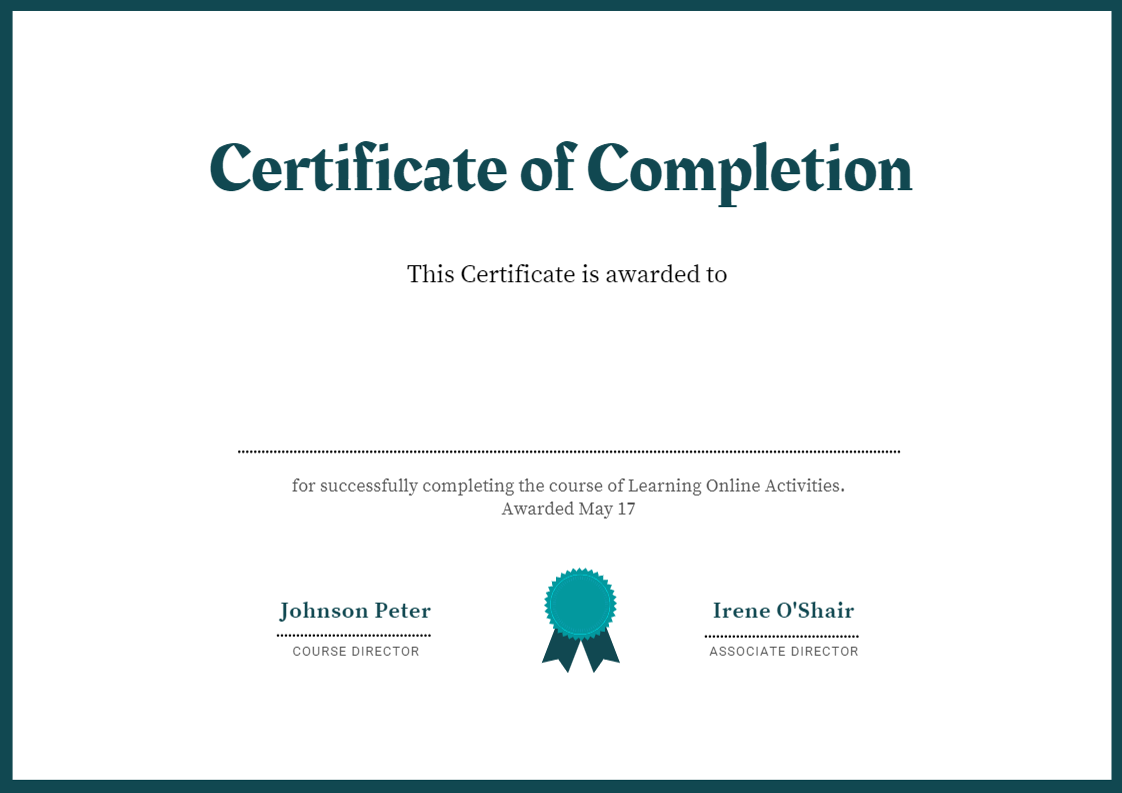 Certificate of Completion
This Certificate is awarded to
for successfully completing the course of Learning Online Activities.
Awarded May 17
Johnson Peter
COURSE DIRECTOR
Irene O'Shair
ASSOCIATE DIRECTOR